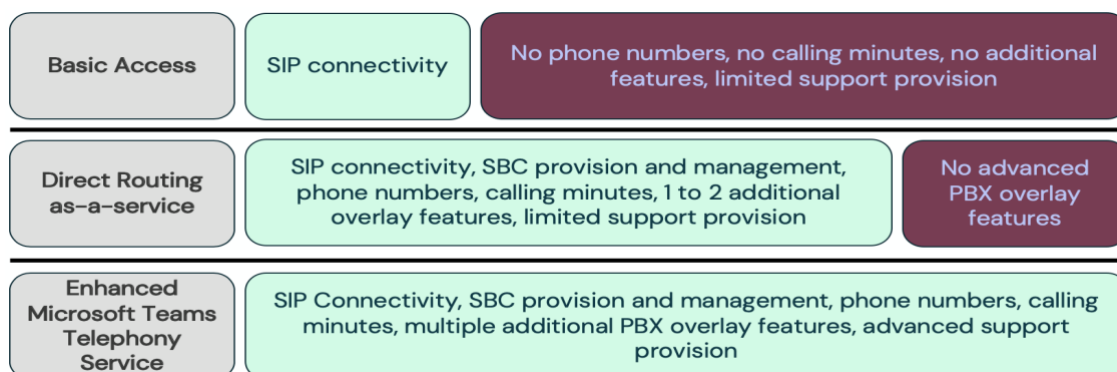 Basic Access
SIP connectivity
No phone numbers, no calling minutes, no additional
features, limited support provision
Direct Routing
as-a-service
SIP connectivity, SBC provision and management,
phone numbers, calling minutes, 1 to 2 additional
overlay features, limited support provision
No advanced
PBX overlay
features
Enhanced
Microsoft Teams
Telephony
Service
SIP Connectivity, SBC provision and management, phone numbers, calling
minutes, multiple additional PBX overlay features, advanced support
provision